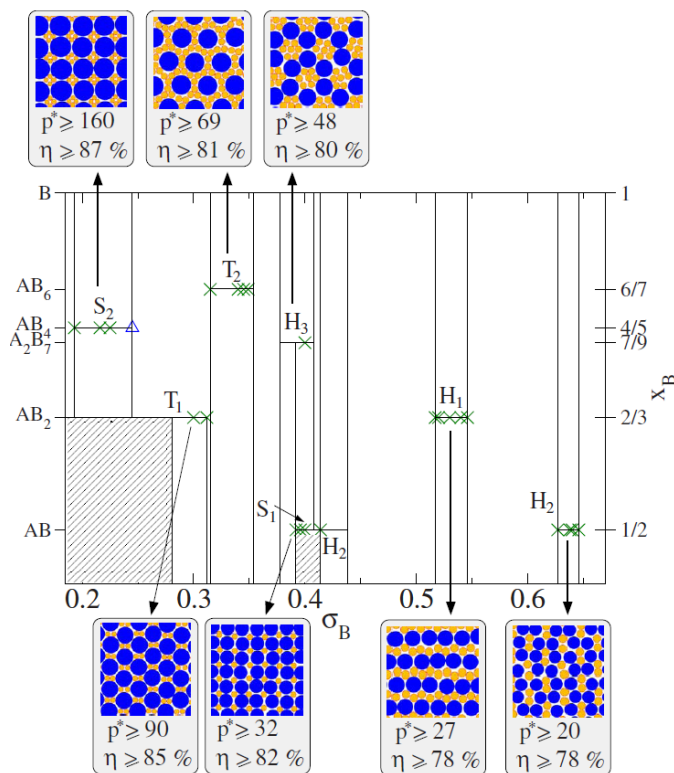 p* ⩾ 160
η ⩾ 87 %
p* ⩾ 69
η ⩾ 81 %
p* ⩾ 48
η ⩾ 80 %
B
1
AB₆
T₂
6/7
AB₄
S₂
4/5
A₂B₇
H₃
7/9
x_B
AB₂
T₁
H₁
2/3
S₁
H₂
AB
H₂
1/2
0.2
0.3
0.4
0.5
0.6
σ_B
p* ⩾ 90
η ⩾ 85 %
p* ⩾ 32
η ⩾ 82 %
p* ⩾ 27
η ⩾ 78 %
p* ⩾ 20
η ⩾ 78 %